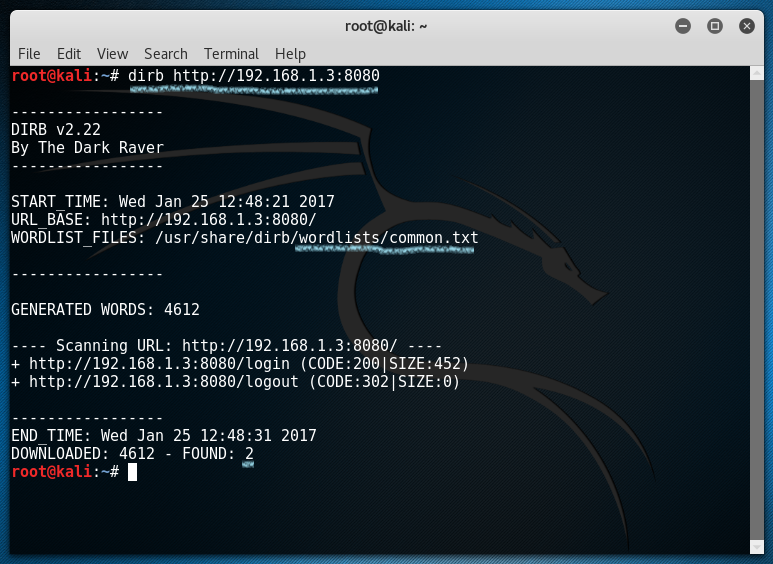 root@kali: ~
File Edit View Search Terminal Help
root@kali:~# dirb http://192.168.1.3:8080
-----------------
DIRB v2.22
By The Dark Raver
-----------------
START_TIME: Wed Jan 25 12:48:21 2017
URL_BASE: http://192.168.1.3:8080/
WORDLIST_FILES: /usr/share/dirb/wordlists/common.txt
-----------------
GENERATED WORDS: 4612
---- Scanning URL: http://192.168.1.3:8080/ ----
+ http://192.168.1.3:8080/login (CODE:200|SIZE:452)
+ http://192.168.1.3:8080/logout (CODE:302|SIZE:0)
-----------------
END_TIME: Wed Jan 25 12:48:31 2017
DOWNLOADED: 4612 - FOUND: 2
root@kali:~#